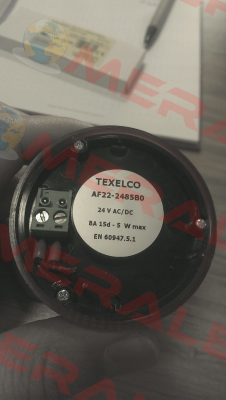 TEXELCO
AF22-2485B0
24 V AC/DC
BA 15d - 5 W max
EN 60947.5.1